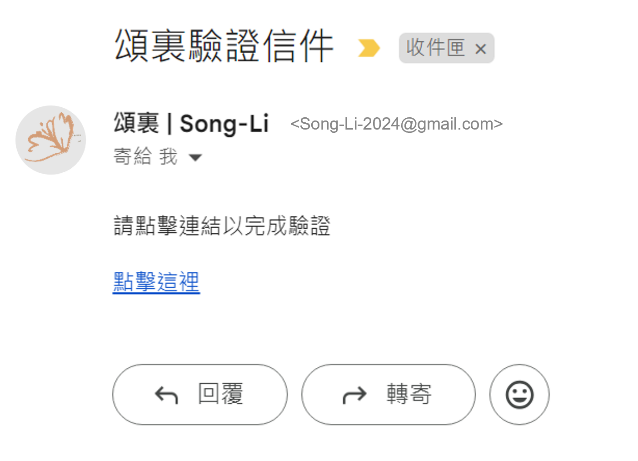 頌裏驗證信件
收件匣 ×
頌裏 | Song-Li <Song-Li-2024@gmail.com>
寄給 我
請點擊連結以完成驗證
點擊這裡
回覆
轉寄